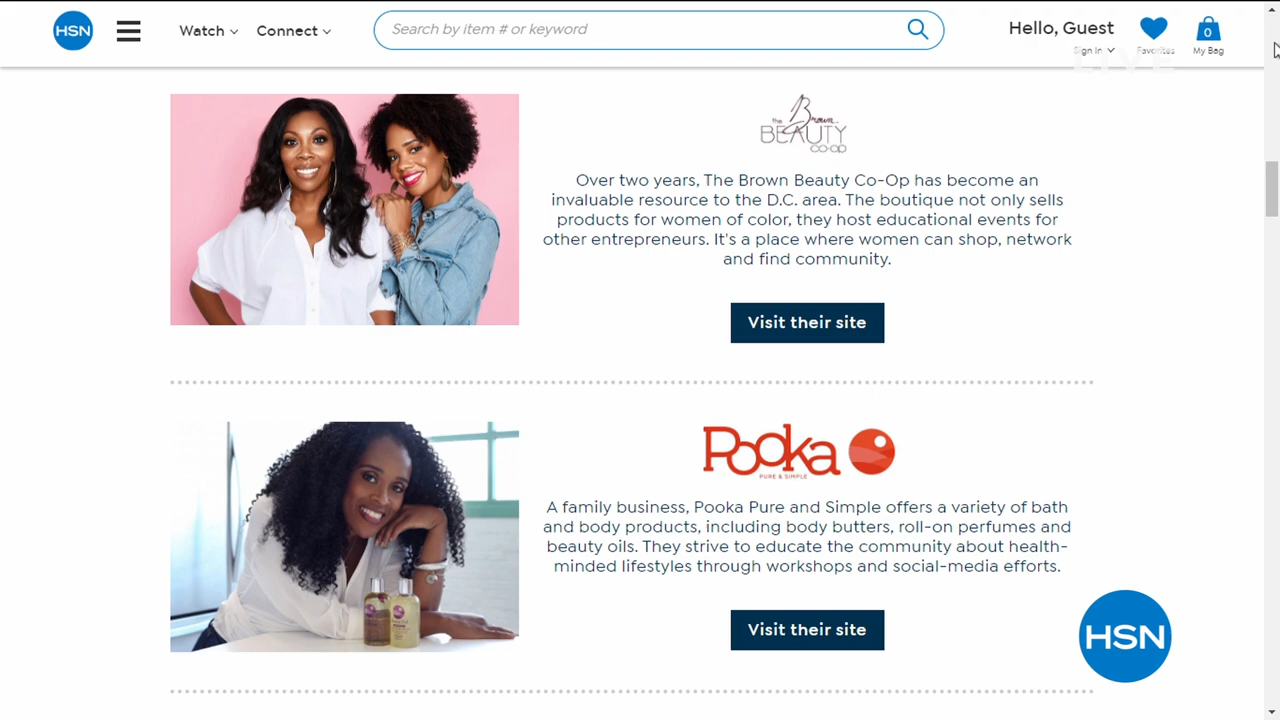 HSN
Watch
Connect
Search by item # or keyword
Hello, Guest
Sign In
Favorites
0
My Bag
LIVE
the Brown
BEAUTY
co-op
Over two years, The Brown Beauty Co-Op has become an
invaluable resource to the D.C. area. The boutique not only sells
products for women of color, they host educational events for
other entrepreneurs. It's a place where women can shop, network
and find community.
Visit their site
Pooka
PURE & SIMPLE
A family business, Pooka Pure and Simple offers a variety of bath
and body products, including body butters, roll-on perfumes and
beauty oils. They strive to educate the community about health-
minded lifestyles through workshops and social-media efforts.
Visit their site
HSN